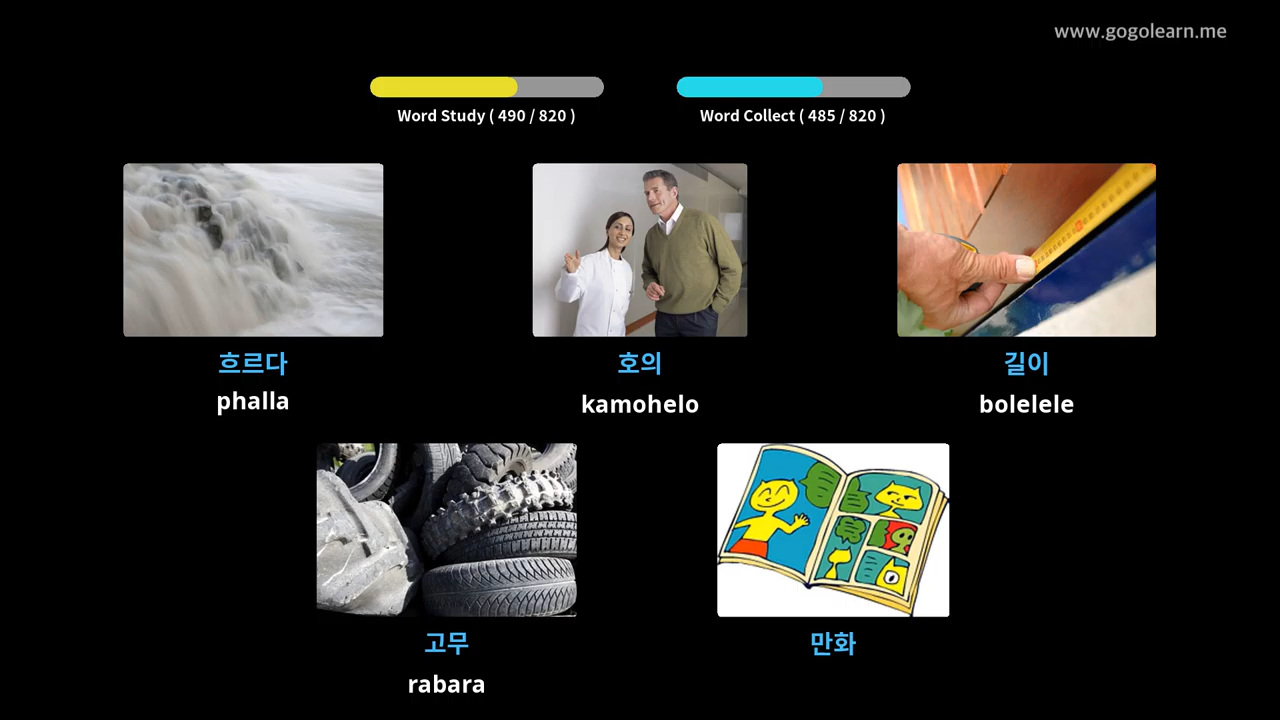 www.gogolearn.me
Word Study ( 490 / 820 )
Word Collect ( 485 / 820 )
흐르다
호의
길이
phalla
kamohelo
bolelele
고무
만화
rabara